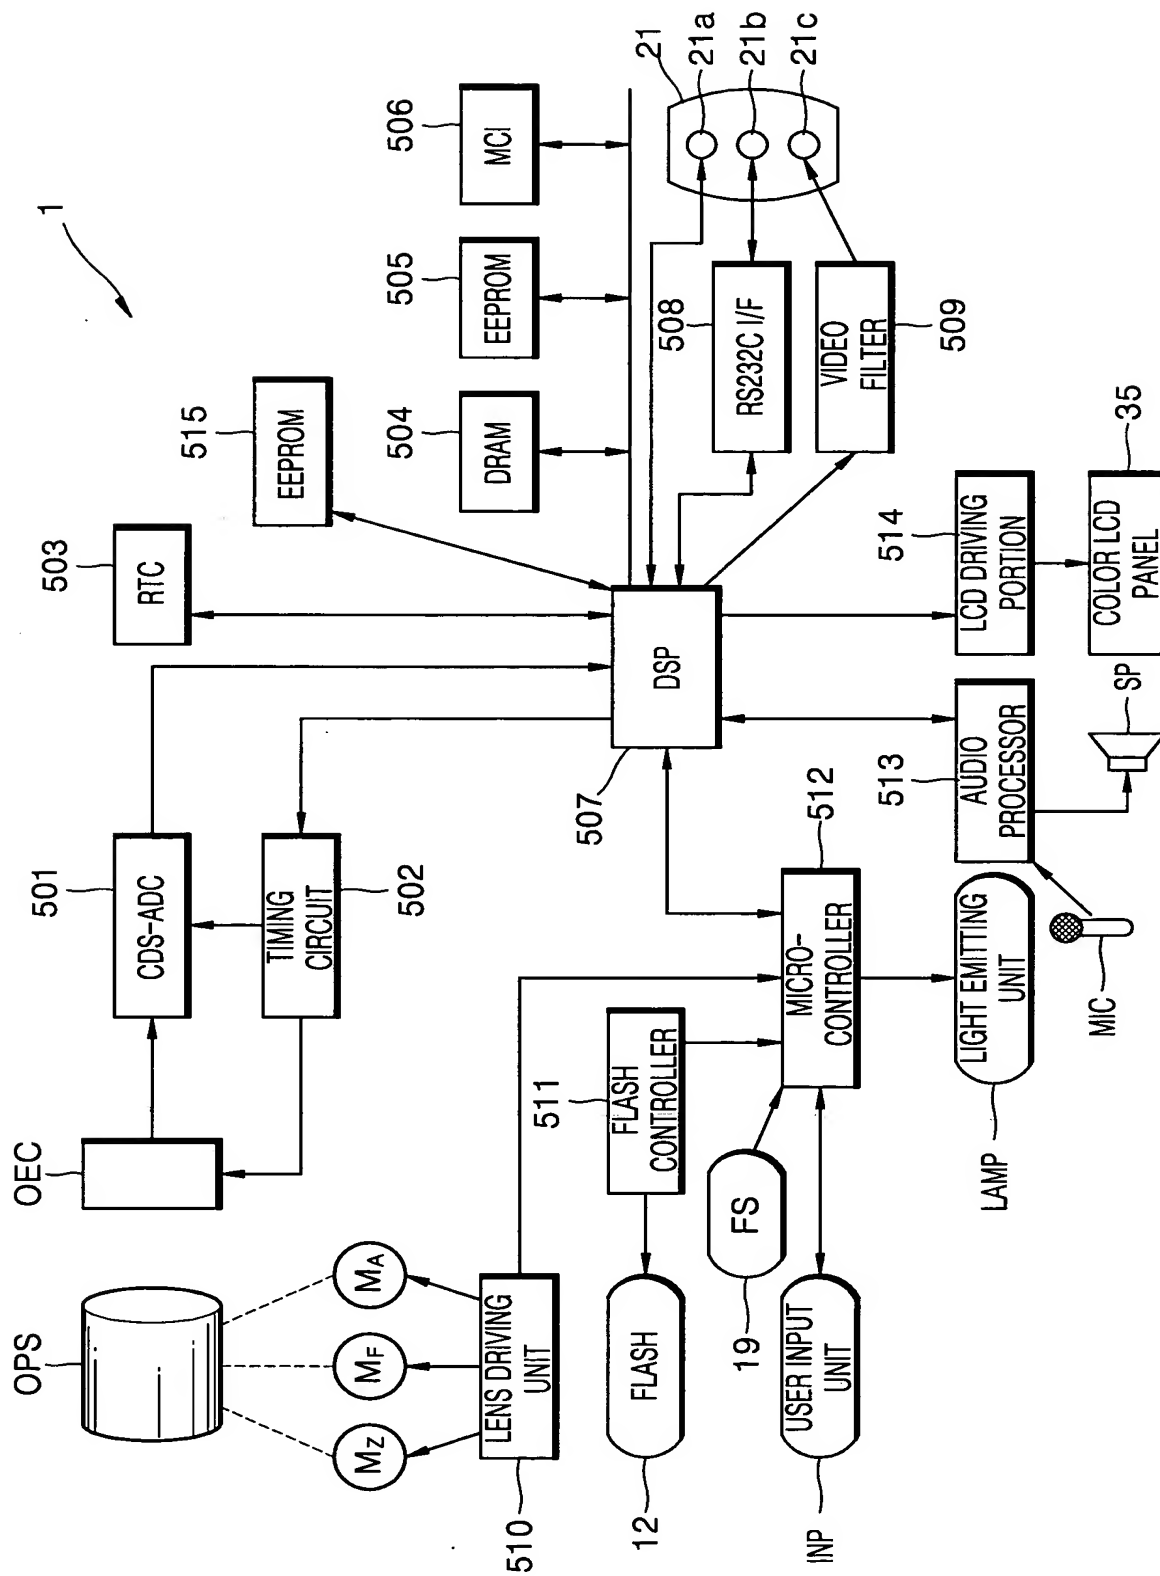 1
OPS
OEC
501
CDS-ADC
503
RTC
515
EEPROM
506
MCI
505
EEPROM
504
DRAM
TIMING
CIRCUIT
502
MA
MF
MZ
LENS DRIVING
UNIT
510
507
DSP
21
21a
21b
21c
508
RS232C I/F
VIDEO
FILTER
509
511
FLASH
CONTROLLER
FLASH
12
FS
19
MICRO-
CONTROLLER
512
USER INPUT
UNIT
INP
LIGHT EMITTING
UNIT
LAMP
513
AUDIO
PROCESSOR
MIC
SP
514
LCD DRIVING
PORTION
COLOR LCD
PANEL
35